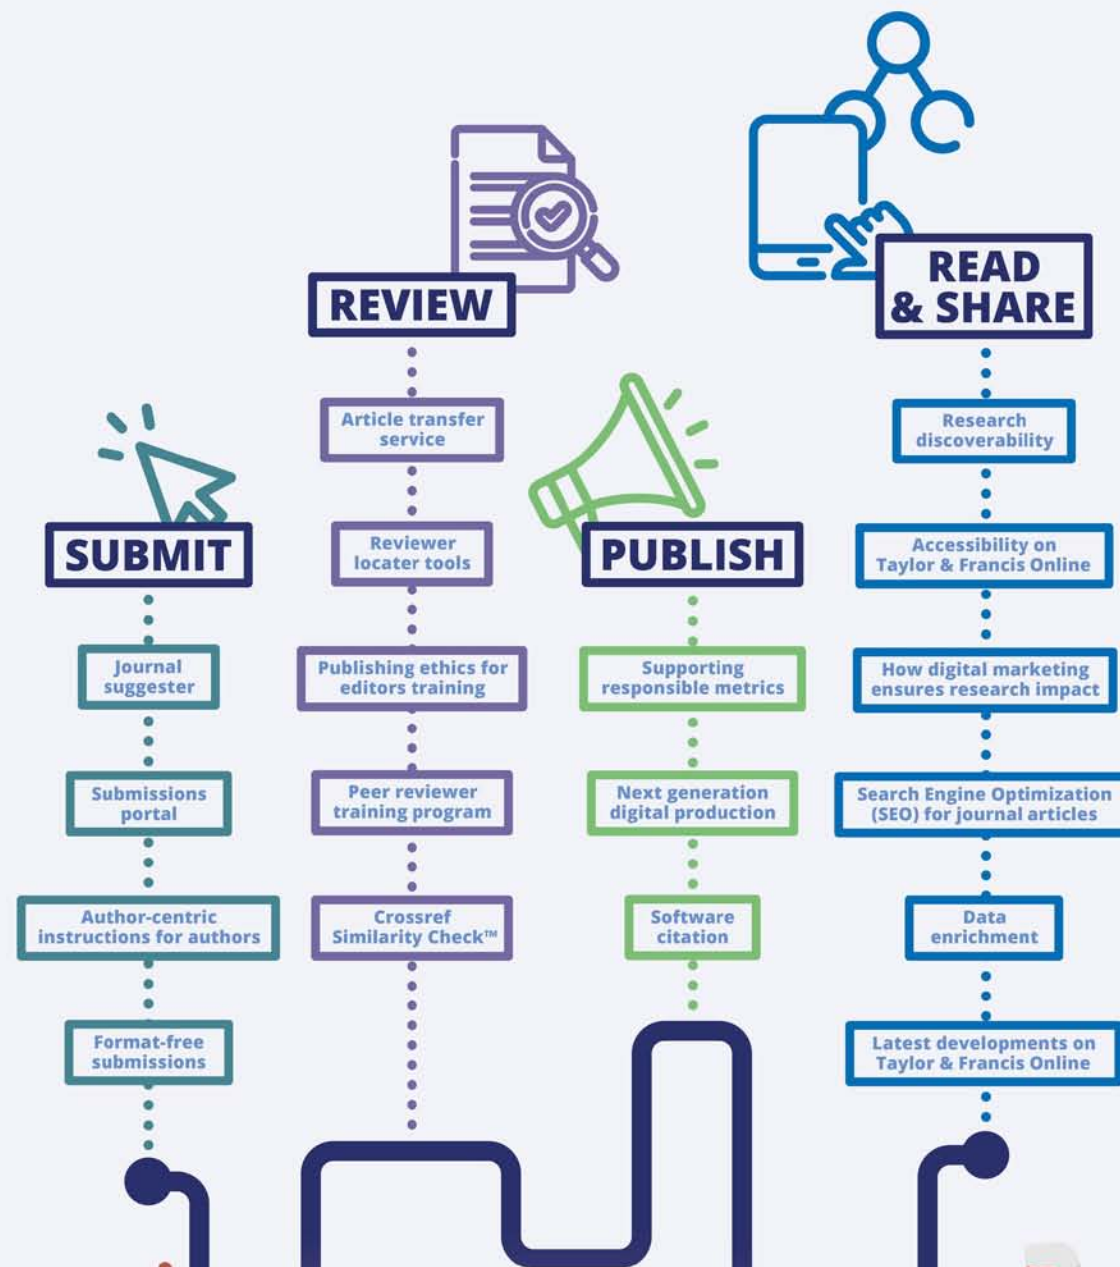 SUBMIT
Journal
suggester
Submissions
portal
Author-centric
instructions for authors
Format-free
submissions
REVIEW
Article transfer
service
Reviewer
locater tools
Publishing ethics for
editors training
Peer reviewer
training program
Crossref
Similarity Check™
PUBLISH
Supporting
responsible metrics
Next generation
digital production
Software
citation
READ
& SHARE
Research
discoverability
Accessibility on
Taylor & Francis Online
How digital marketing
ensures research impact
Search Engine Optimization
(SEO) for journal articles
Data
enrichment
Latest developments on
Taylor & Francis Online